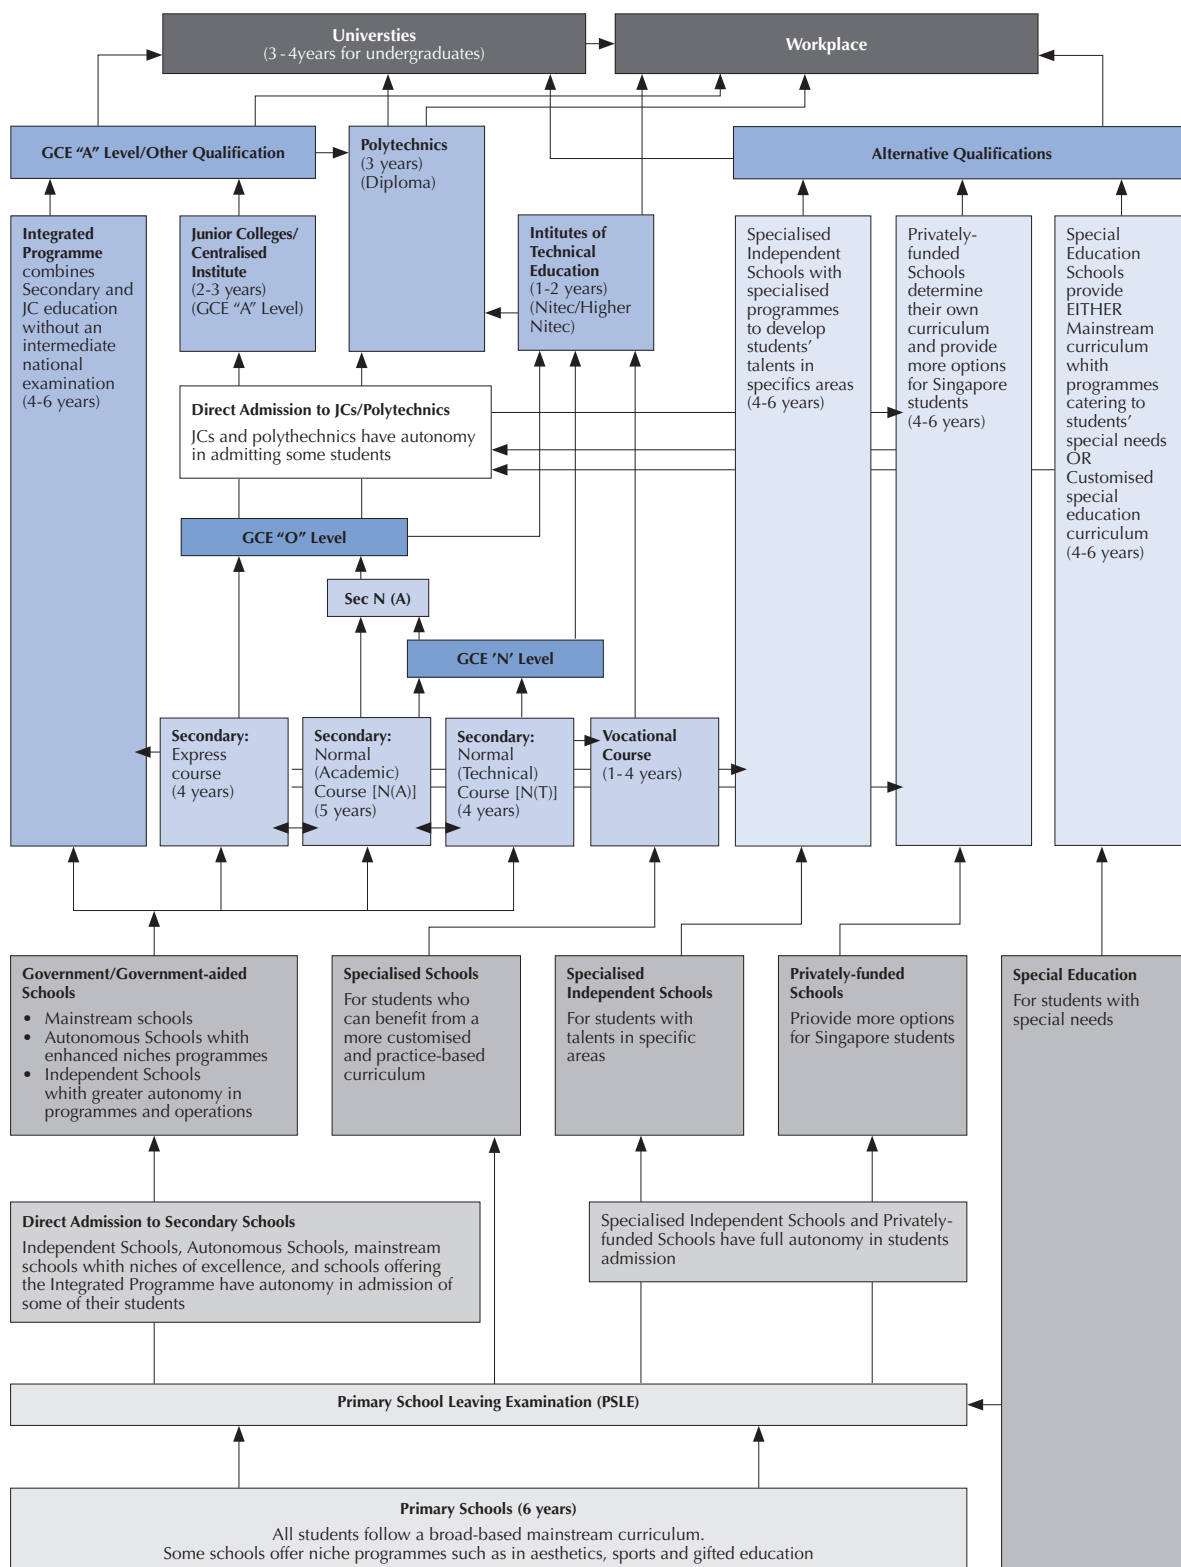 Universties
(3 - 4years for undergraduates)
Workplace
GCE “A” Level/Other Qualification
Polytechnics
(3 years)
(Diploma)
Alternative Qualifications
Integrated
Programme
combines
Secondary and
JC education
without an
intermediate
national
examination
(4-6 years)
Junior Colleges/
Centralised
Institute
(2-3 years)
(GCE “A” Level)
Intitutes of
Technical
Education
(1-2 years)
(Nitec/Higher
Nitec)
Specialised
Independent
Schools with
specialised
programmes
to develop
students’
talents in
specifics areas
(4-6 years)
Privately-
funded
Schools
determine
their own
curriculum
and provide
more options
for Singapore
students
(4-6 years)
Special
Education
Schools
provide
EITHER
Mainstream
curriculum
whith
programmes
catering to
students’
special needs
OR
Customised
special
education
curriculum
(4-6 years)
Direct Admission to JCs/Polytechnics
JCs and polythechnics have autonomy
in admitting some students
GCE “O” Level
Sec N (A)
GCE ’N’ Level
Secondary:
Express
course
(4 years)
Secondary:
Normal
(Academic)
Course [N(A)]
(5 years)
Secondary:
Normal
(Technical)
Course [N(T)]
(4 years)
Vocational
Course
(1- 4 years)
Government/Government-aided
Schools
• Mainstream schools
• Autonomous Schools whith
enhanced niches programmes
• Independent Schools
whith greater autonomy in
programmes and operations
Specialised Schools
For students who
can benefit from a
more customised
and practice-based
curriculum
Specialised
Independent Schools
For students with
talents in specific
areas
Privately-funded
Schools
Priovide more options
for Singapore students
Special Education
For students with
special needs
Direct Admission to Secondary Schools
Independent Schools, Autonomous Schools, mainstream
schools whith niches of excellence, and schools offering
the Integrated Programme have autonomy in admission of
some of their students
Specialised Independent Schools and Privately-
funded Schools have full autonomy in students
admission
Primary School Leaving Examination (PSLE)
Primary Schools (6 years)
All students follow a broad-based mainstream curriculum.
Some schools offer niche programmes such as in aesthetics, sports and gifted education